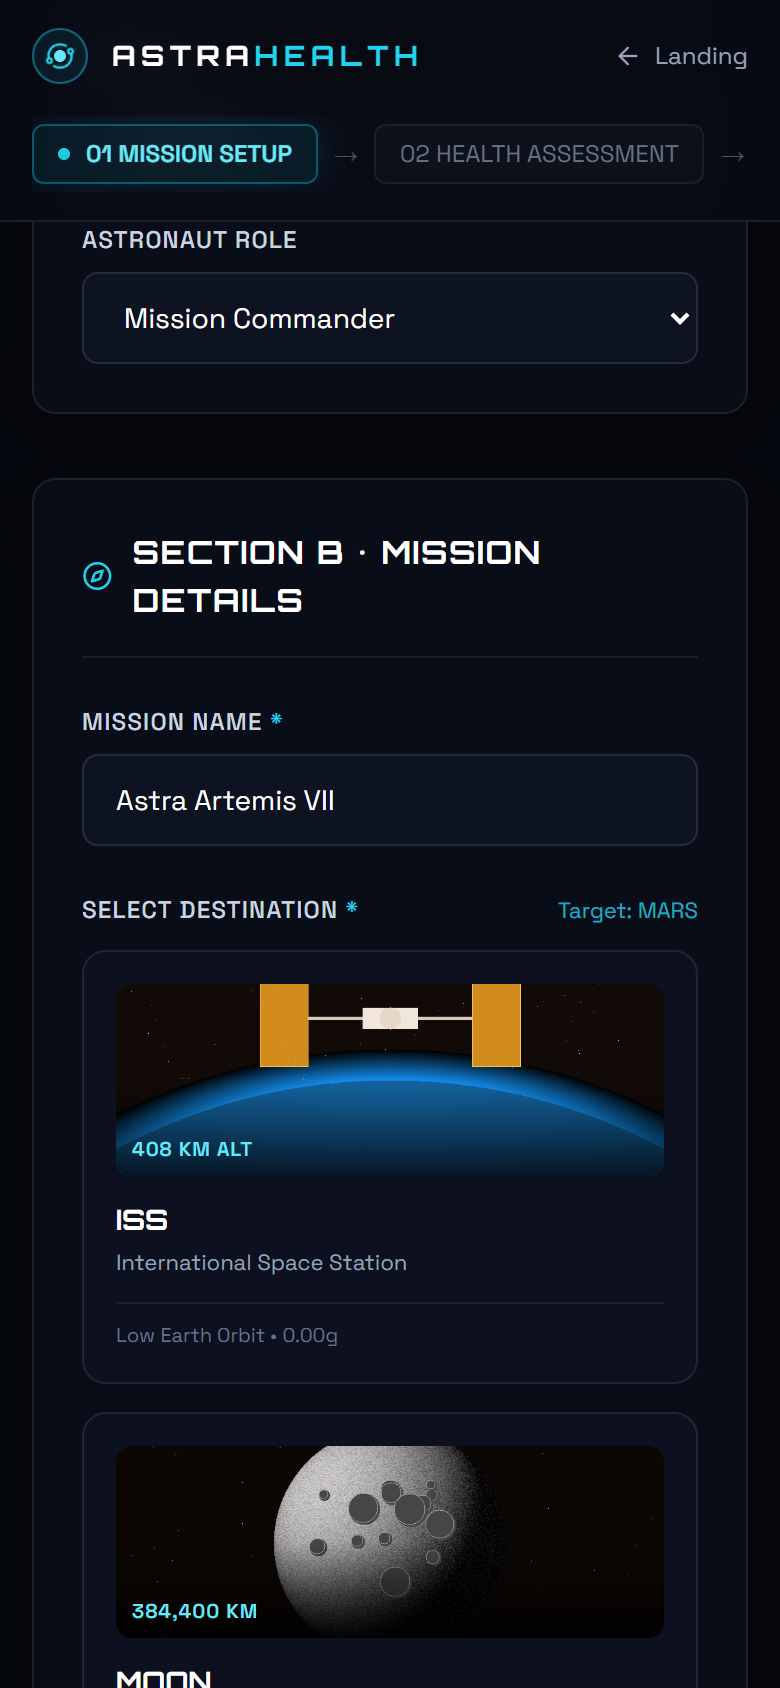 ASTRAHEALTH
← Landing
01 MISSION SETUP → 02 HEALTH ASSESSMENT →
ASTRONAUT ROLE
Mission Commander
SECTION B · MISSION
DETAILS
MISSION NAME *
Astra Artemis VII
SELECT DESTINATION *
Target: MARS
408 KM ALT
ISS
International Space Station
Low Earth Orbit • 0.00g
384,400 KM
MOON